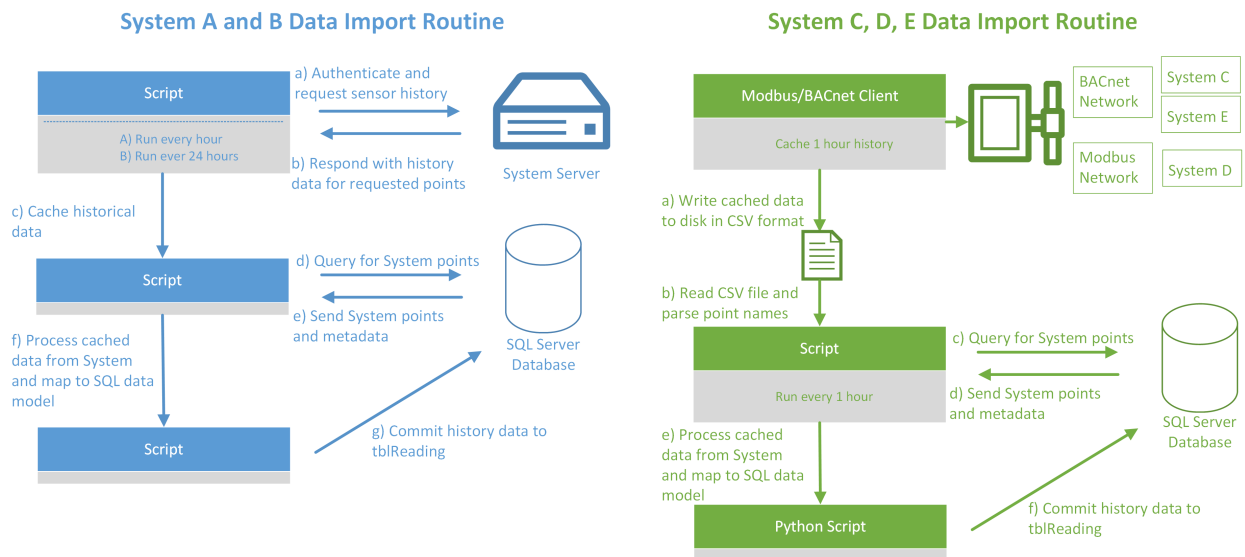 System A and B Data Import Routine
Script
A) Run every hour
B) Run ever 24 hours
a) Authenticate and
request sensor history
b) Respond with history
data for requested points
System Server
c) Cache historical
data
Script
d) Query for System points
e) Send System points
and metadata
SQL Server
Database
f) Process cached
data from System
and map to SQL data
model
Script
g) Commit history data to
tblReading
System C, D, E Data Import Routine
Modbus/BACnet Client
Cache 1 hour history
BACnet
Network
System C
System E
Modbus
Network
System D
a) Write cached data
to disk in CSV format
b) Read CSV file and
parse point names
Script
Run every 1 hour
c) Query for System points
d) Send System points
and metadata
SQL Server
Database
e) Process cached
data from System
and map to SQL data
model
Python Script
f) Commit history data to
tblReading